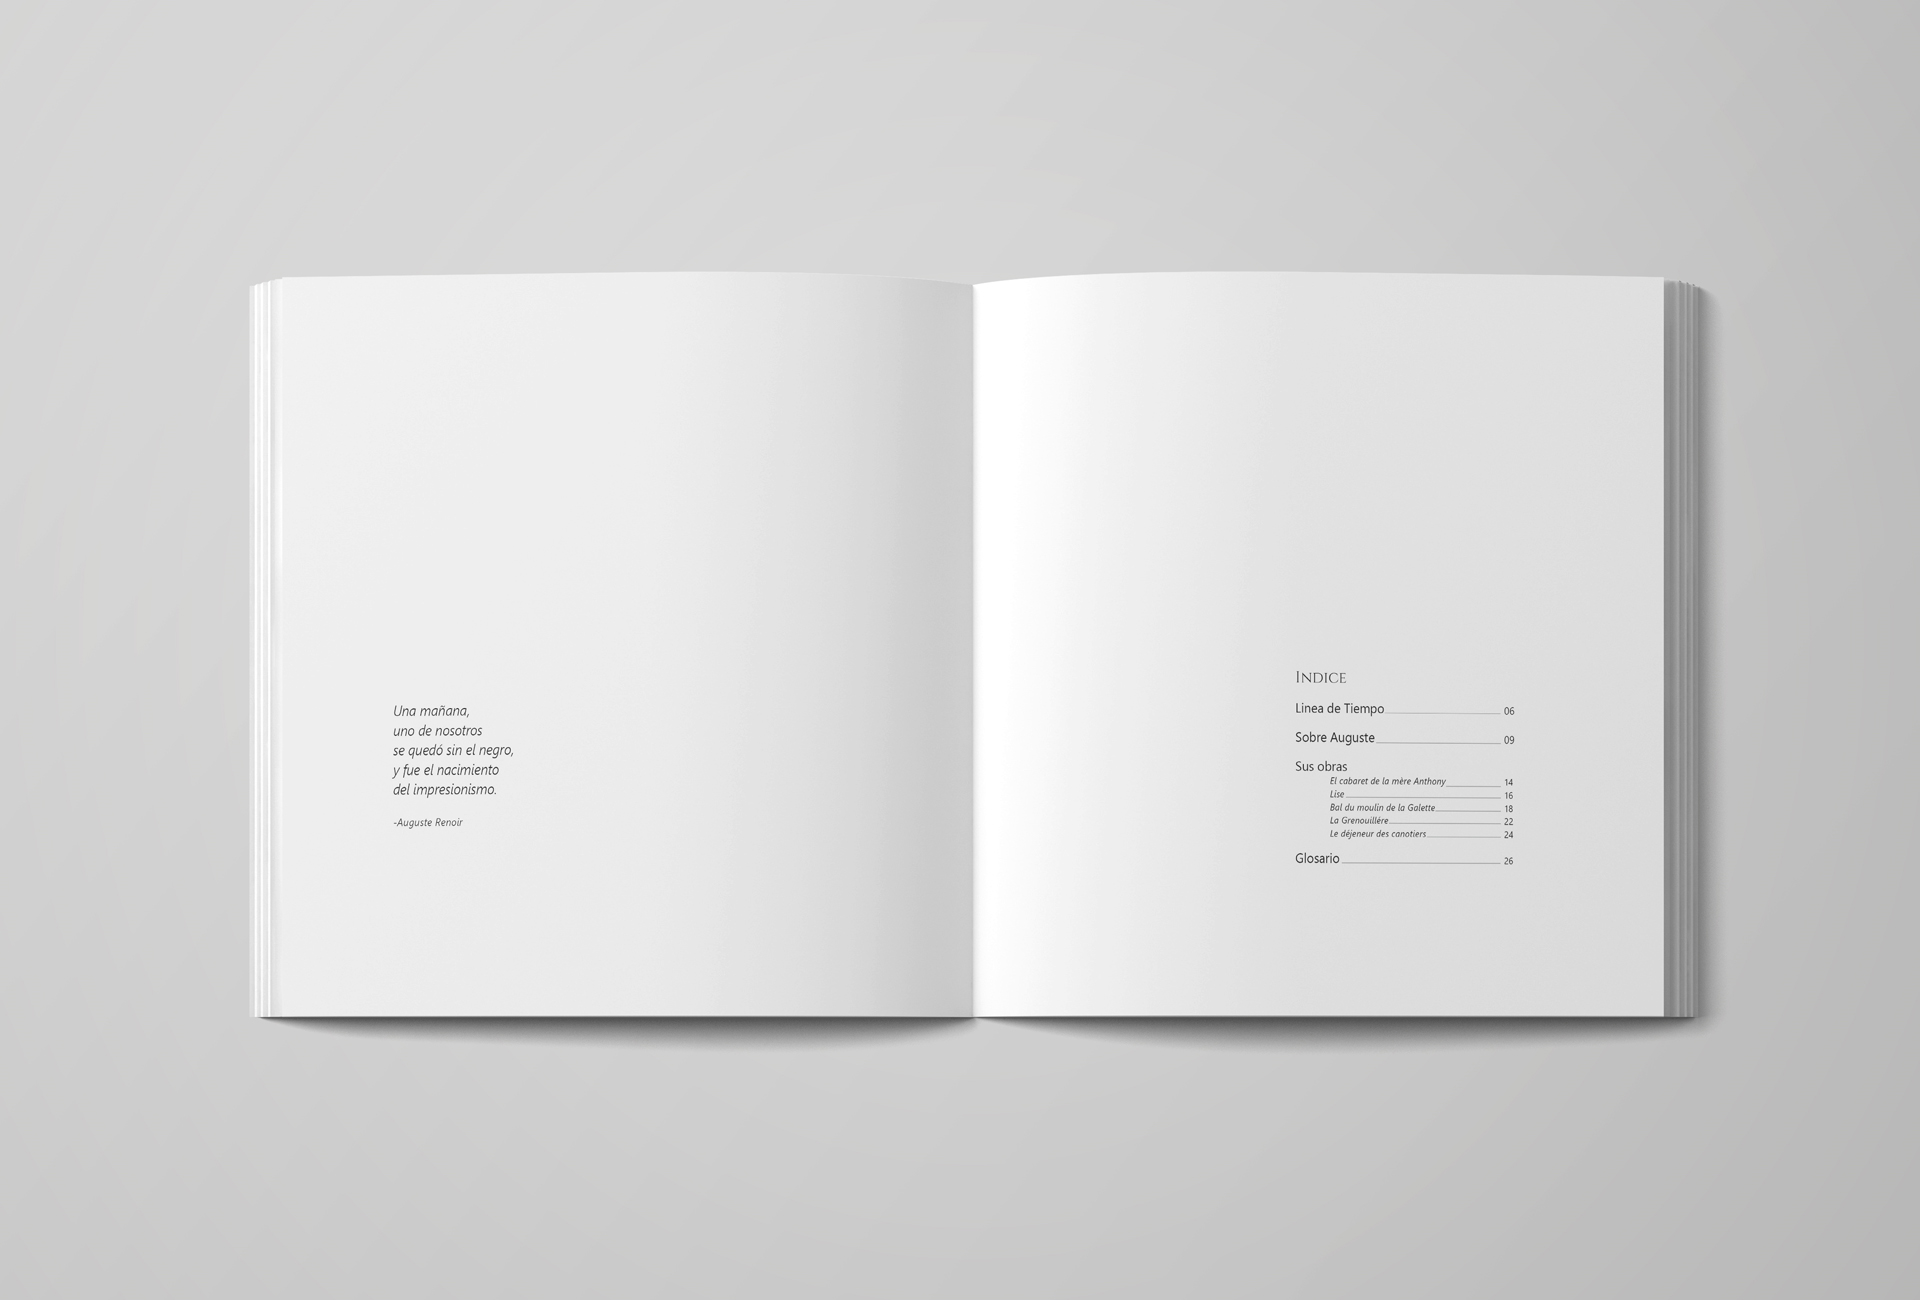 Una mañana,
uno de nosotros
se quedó sin el negro,
y fue el nacimiento
del impresionismo.
-Auguste Renoir
INDICE
Linea de Tiempo 06
Sobre Auguste 09
Sus obras
El cabaret de la mère Anthony 14
Lise 16
Bal du moulin de la Galette 18
La Grenouillére 22
Le déjeneur des canotiers 24
Glosario 26